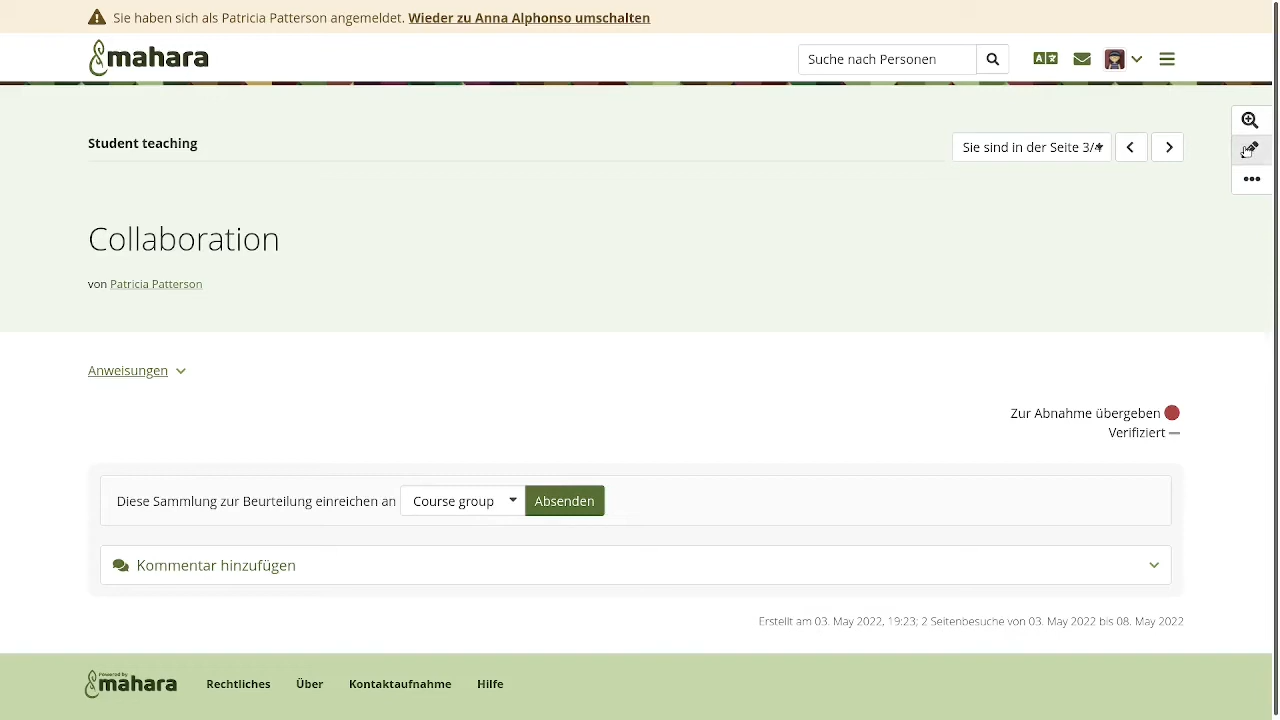 Sie haben sich als Patricia Patterson angemeldet. Wieder zu Anna Alphonso umschalten
mahara
Suche nach Personen
Student teaching
Sie sind in der Seite 3/4
Collaboration
von Patricia Patterson
Anweisungen
Zur Abnahme übergeben
Verifiziert
Diese Sammlung zur Beurteilung einreichen an Course group Absenden
Kommentar hinzufügen
Erstellt am 03. May 2022, 19:23; 2 Seitenbesuche von 03. May 2022 bis 08. May 2022
Powered by
mahara Rechtliches Über Kontaktaufnahme Hilfe